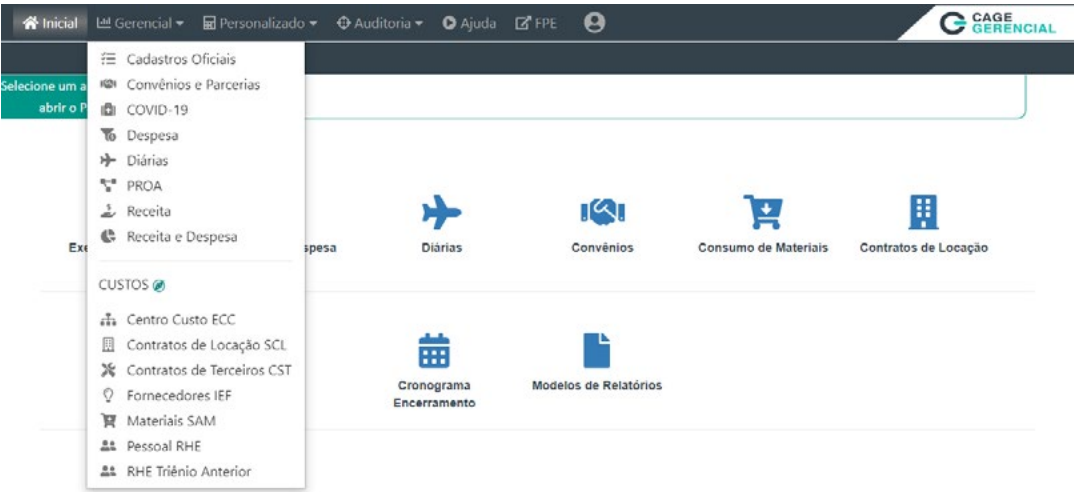 Inicial Gerencial Personalizado Auditoria Ajuda FPE CAGE
GERENCIAL
Cadastros Oficiais
Convênios e Parcerias
COVID-19
Despesa
Diárias
PROA
Receita
Receita e Despesa
CUSTOS
Centro Custo ECC
Contratos de Locação SCL
Contratos de Terceiros CST
Fornecedores IEF
Materiais SAM
Pessoal RHE
RHE Triênio Anterior
Selecione um a
abrir o P
Exe spesa Diárias Convênios Consumo de Materiais Contratos de Locação
Cronograma
Encerramento
Modelos de Relatórios